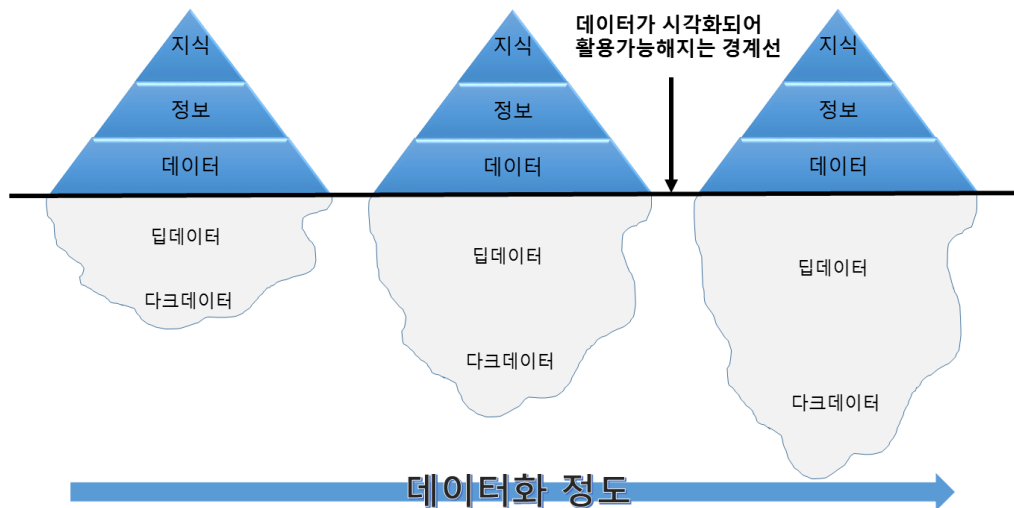 데이터가 시각화되어
활용가능해지는 경계선
지식
정보
데이터
딥데이터
다크데이터
지식
정보
데이터
딥데이터
다크데이터
지식
정보
데이터
딥데이터
다크데이터
데이터화 정도